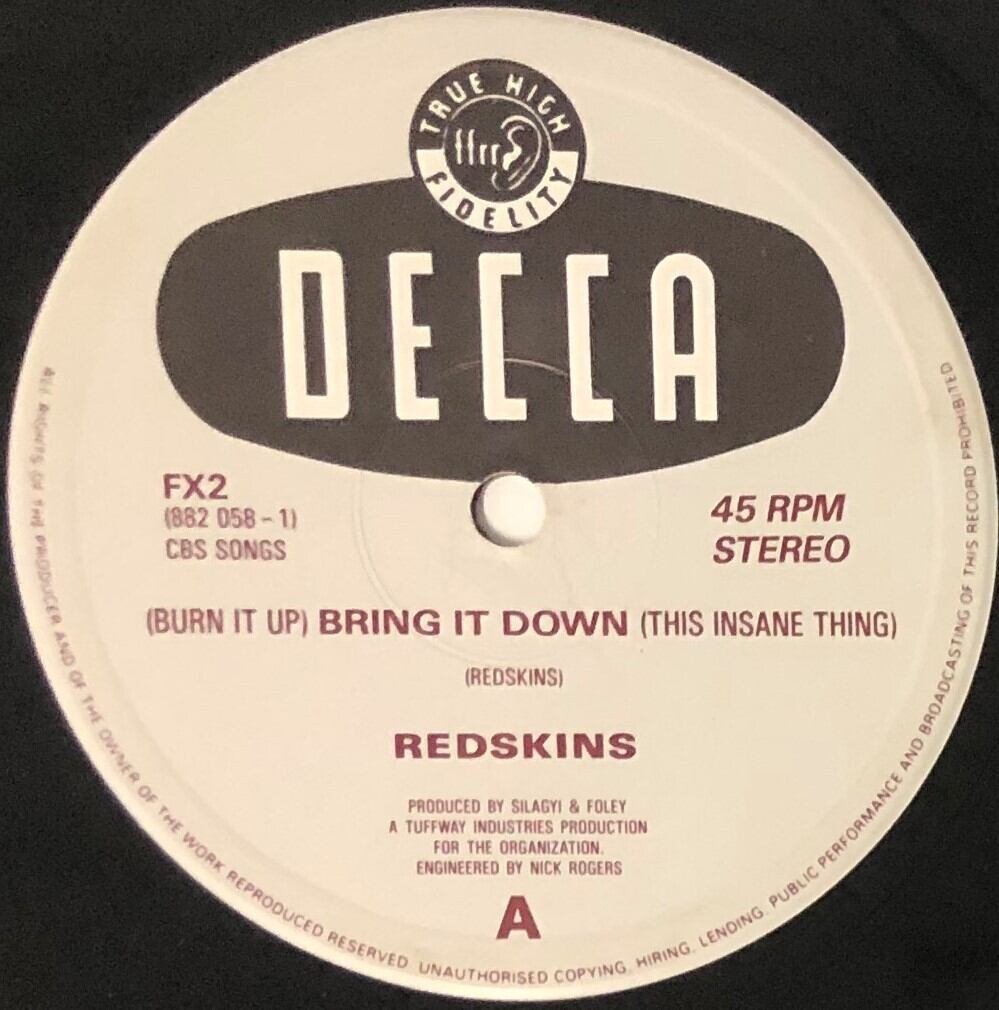 TRUE HIGH
FIDELITY
DECCA
FX2
(882 058-1)
CBS SONGS
45 RPM
STEREO
(BURN IT UP) BRING IT DOWN (THIS INSANE THING)
(REDSKINS)
REDSKINS
PRODUCED BY SILAGYI & FOLEY
A TUFFWAY INDUSTRIES PRODUCTION
FOR THE ORGANIZATION.
ENGINEERED BY NICK ROGERS
A
ALL RIGHTS OF THE PRODUCER AND OF THE OWNER OF THE WORK REPRODUCED RESERVED. UNAUTHORISED COPYING, HIRING, LENDING, PUBLIC PERFORMANCE AND BROADCASTING OF THIS RECORD PROHIBITED